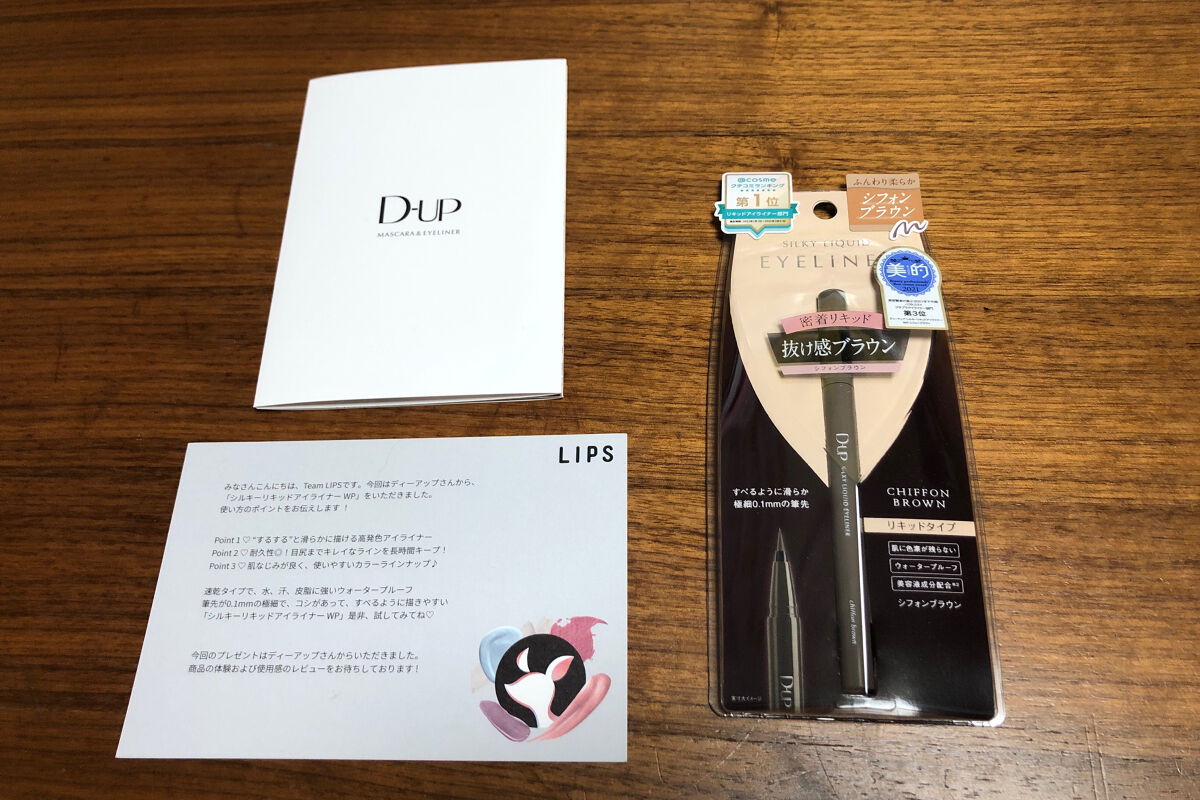 D-UP
MASCARA & EYELINER
LIPS
みなさんこんにちは、Team LIPSです。今回はディーアップさんから、
「シルキーリキッドアイライナー WP」をいただきました。
使い方のポイントをお伝えします！
Point 1 ♡ “するする”と滑らかに描ける高発色アイライナー
Point 2 ♡ 耐久性◎！目尻までキレイなラインを長時間キープ！
Point 3 ♡ 肌なじみが良く、使いやすいカラーラインナップ♪
速乾タイプで、水、汗、皮脂に強いウォータープルーフ
筆先が0.1mmの極細で、コシがあって、すべるように描きやすい
「シルキーリキッドアイライナー WP」是非、試してみてね♡
今回のプレゼントはディーアップさんからいただきました。
商品の体験および使用感のレビューをお待ちしております！
@cosme
クチコミランキング
第1位
リキッドアイライナー部門
ふんわり柔らか
シフォン
ブラウン
SILKY LIQUID
EYELINE
美的
2021
第3位
密着リキッド
抜け感ブラウン
シフォンブラウン
D-UP SILKY LIQUID EYELINER
chiffon brown
すべるように滑らか
極細0.1mmの筆先
CHIFFON
BROWN
リキッドタイプ
肌に色素が残らない
ウォータープルーフ
美容液成分配合※2
シフォンブラウン
D-UP
実寸大イメージ